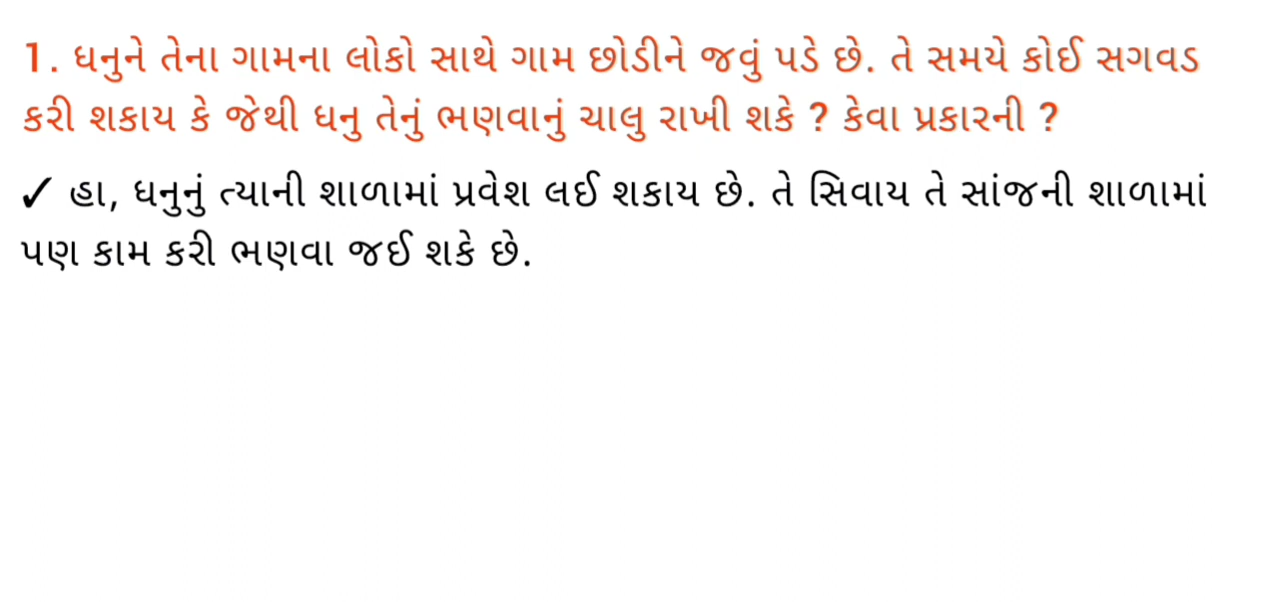 1. ધનુને તેના ગામના લોકો સાથે ગામ છોડીને જવું પડે છે. તે સમયે કોઈ સગવડ
કરી શકાય કે જેથી ધનુ તેનું ભણવાનું ચાલુ રાખી શકે ? કેવા પ્રકારની ?
✓ હા, ધનુનું ત્યાની શાળામાં પ્રવેશ લઈ શકાય છે. તે સિવાય તે સાંજની શાળામાં
પણ કામ કરી ભણવા જઈ શકે છે.